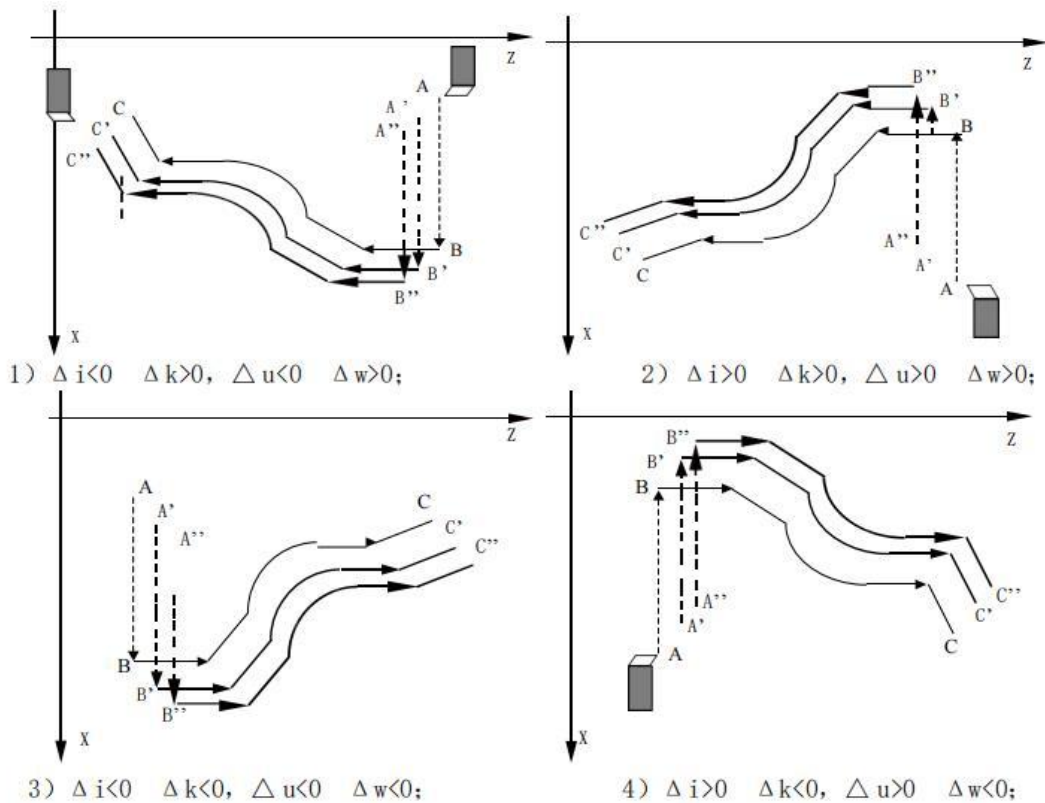 Z
A
A'
A''
C
C'
C''
B
B'
B''
X
1) Δi<0 Δk>0, △u<0 Δw>0;
Z
B''
B'
B
A''
A'
A
C''
C'
C
X
2) Δi>0 Δk>0, △u>0 Δw>0;
Z
A
A'
A''
C
C'
C''
B
B'
B''
X
3) Δi<0 Δk<0, △u<0 Δw<0;
Z
B''
B'
B
A''
A'
A
C''
C'
C
X
4) Δi>0 Δk<0, △u>0 Δw<0;